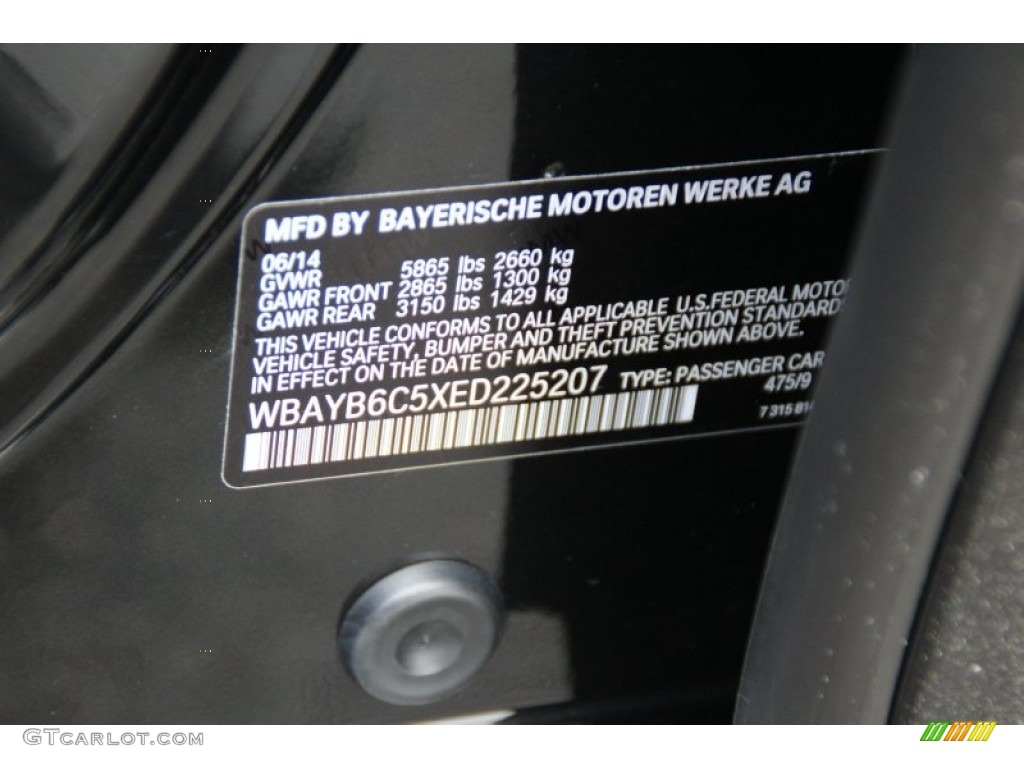 MFD BY BAYERISCHE MOTOREN WERKE AG
06/14
GVWR 5865 lbs 2660 kg
GAWR FRONT 2865 lbs 1300 kg
GAWR REAR 3150 lbs 1429 kg
THIS VEHICLE CONFORMS TO ALL APPLICABLE U.S.FEDERAL
VEHICLE SAFETY, BUMPER AND THEFT PREVENTION
IN EFFECT ON THE DATE OF MANUFACTURE SHOWN ABOVE.
WBAYB6C5XED225207 TYPE: PASSENGER CAR
475/9
7 315
GTCARLOT.COM